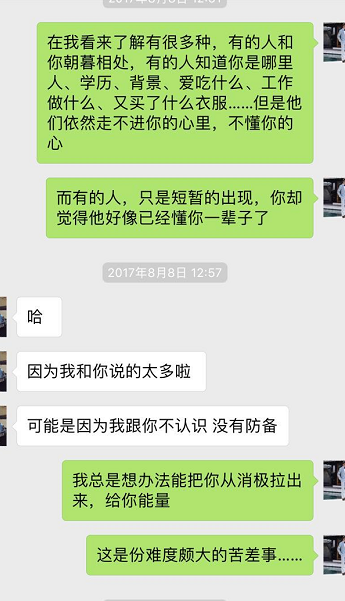 在我看来了解有很多种，有的人和
你朝暮相处，有的人知道你是哪里
人、学历、背景、爱吃什么、工作
做什么、又买了什么衣服……但是他
们依然走不进你的心里，不懂你的
心
而有的人，只是短暂的出现，你却
觉得他好像已经懂你一辈子了
2017年8月8日 12:57
哈
因为我和你说的太多啦
可能是因为我跟你不认识 没有防备
我总是想办法能把你从消极拉出
来，给你能量
这是份难度颇大的苦差事……